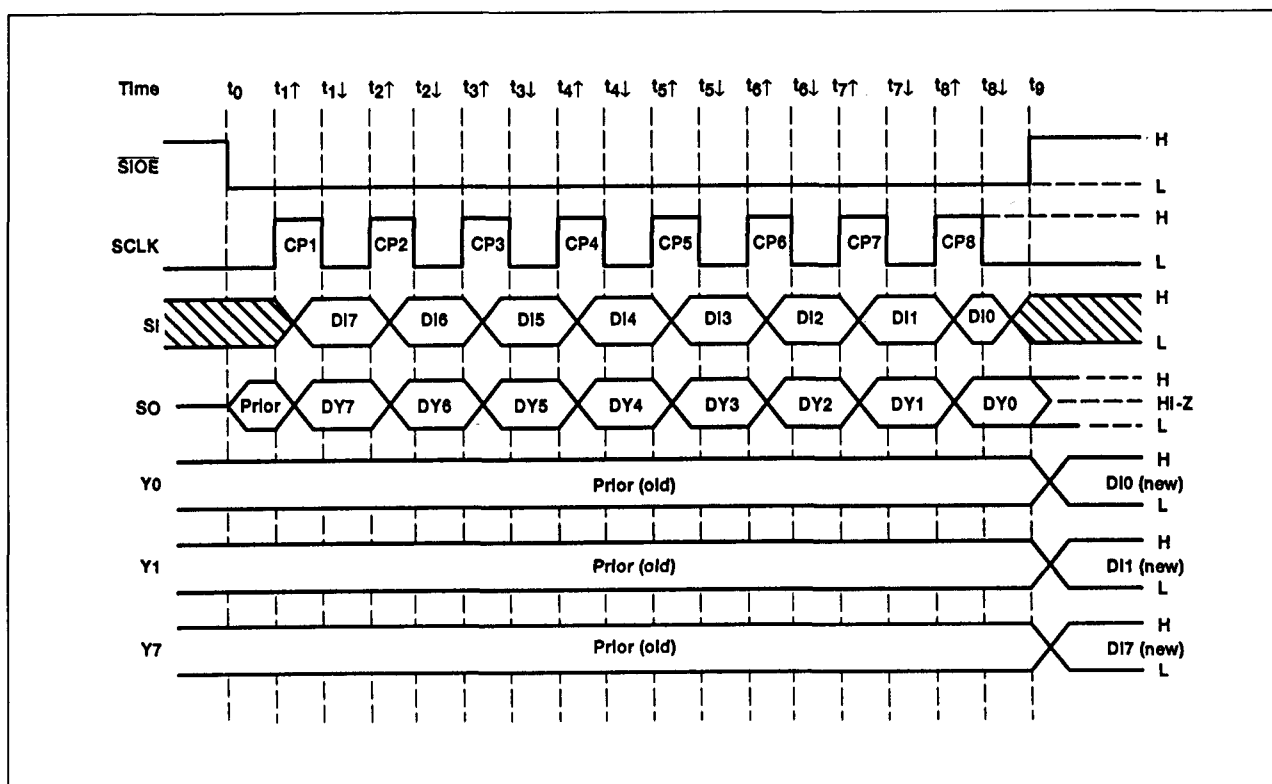 Time t0 t1↑ t1↓ t2↑ t2↓ t3↑ t3↓ t4↑ t4↓ t5↑ t5↓ t6↑ t6↓ t7↑ t7↓ t8↑ t8↓ t9
H
SIOE
L
H
SCLK CP1 CP2 CP3 CP4 CP5 CP6 CP7 CP8
L
H
SI DI7 DI6 DI5 DI4 DI3 DI2 DI1 DI0
L
H
SO Prior DY7 DY6 DY5 DY4 DY3 DY2 DY1 DY0 HI-Z
L
H
Y0 Prior (old) DI0 (new)
L
H
Y1 Prior (old) DI1 (new)
L
H
Y7 Prior (old) DI7 (new)
L